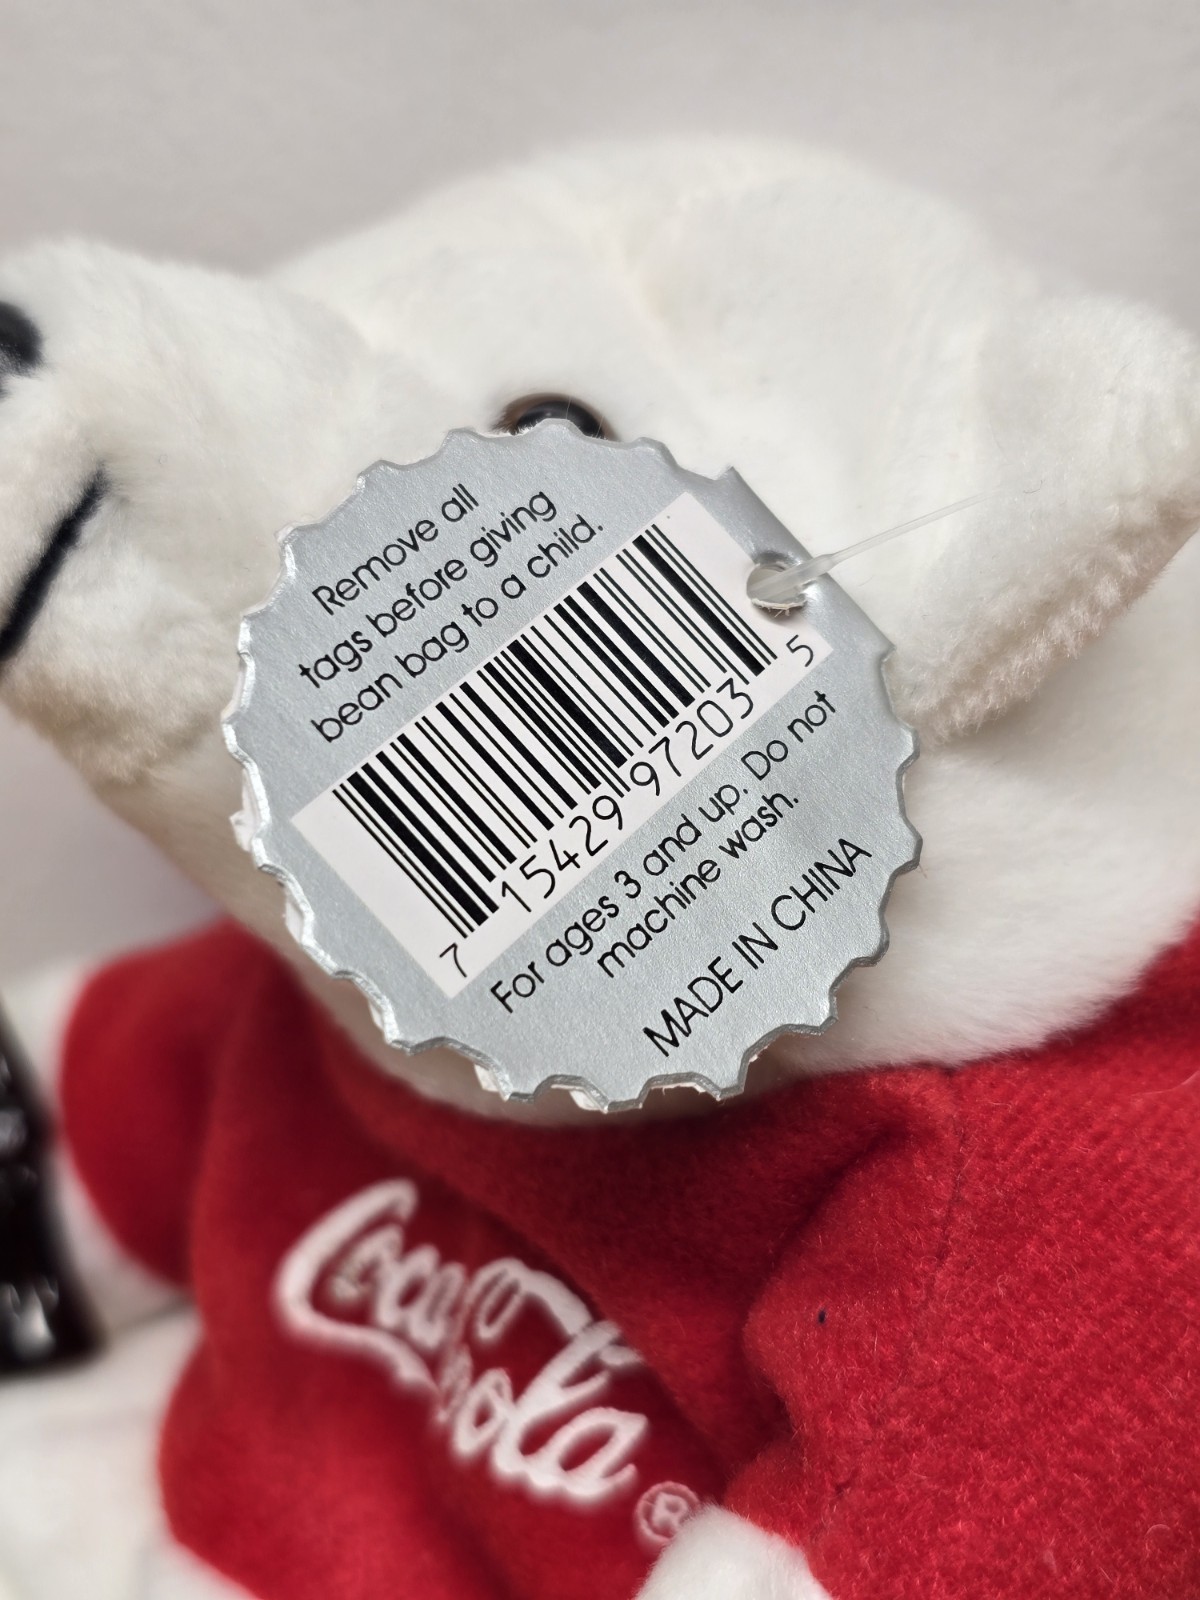 Remove all
tags before giving
bean bag to a child.
7 15429 97203 5
For ages 3 and up. Do not
machine wash.
MADE IN CHINA
Coca-Cola
®